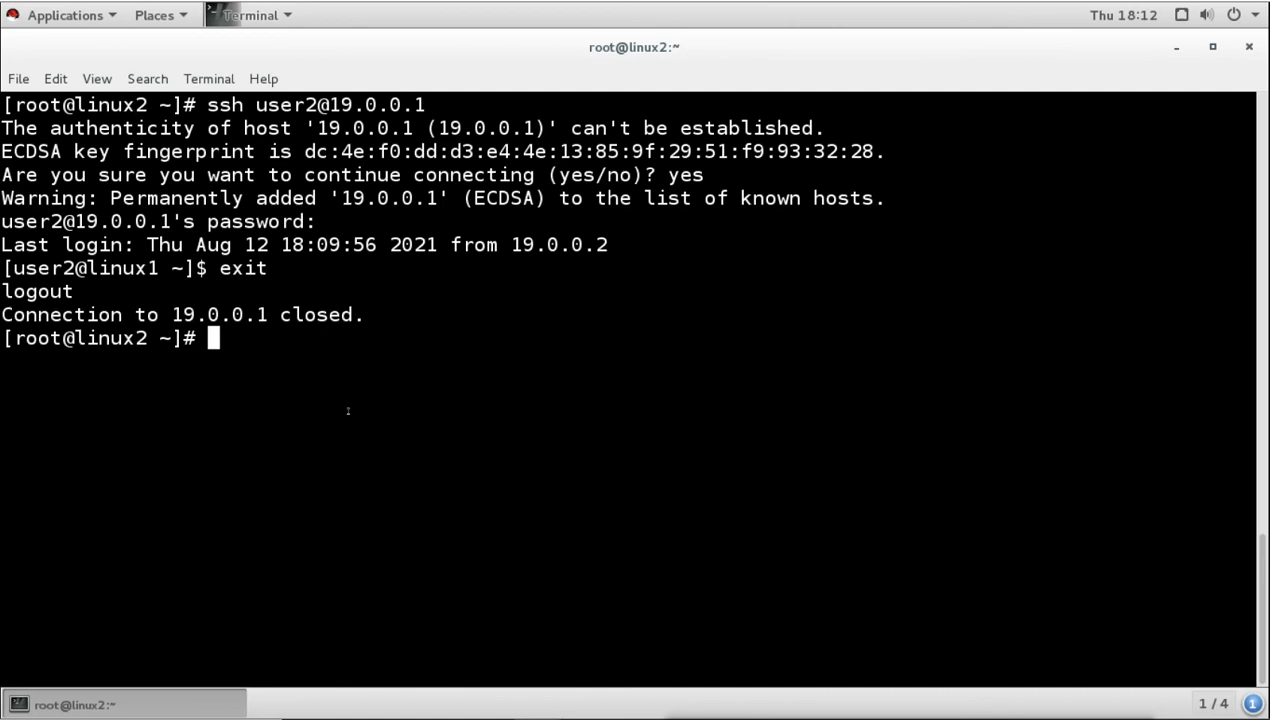 Applications Places Terminal Thu 18:12
root@linux2:~
File Edit View Search Terminal Help
[root@linux2 ~]# ssh user2@19.0.0.1
The authenticity of host '19.0.0.1 (19.0.0.1)' can't be established.
ECDSA key fingerprint is dc:4e:f0:dd:d3:e4:4e:13:85:9f:29:51:f9:93:32:28.
Are you sure you want to continue connecting (yes/no)? yes
Warning: Permanently added '19.0.0.1' (ECDSA) to the list of known hosts.
user2@19.0.0.1's password:
Last login: Thu Aug 12 18:09:56 2021 from 19.0.0.2
[user2@linux1 ~]$ exit
logout
Connection to 19.0.0.1 closed.
[root@linux2 ~]#
root@linux2:~ 1 / 4 1